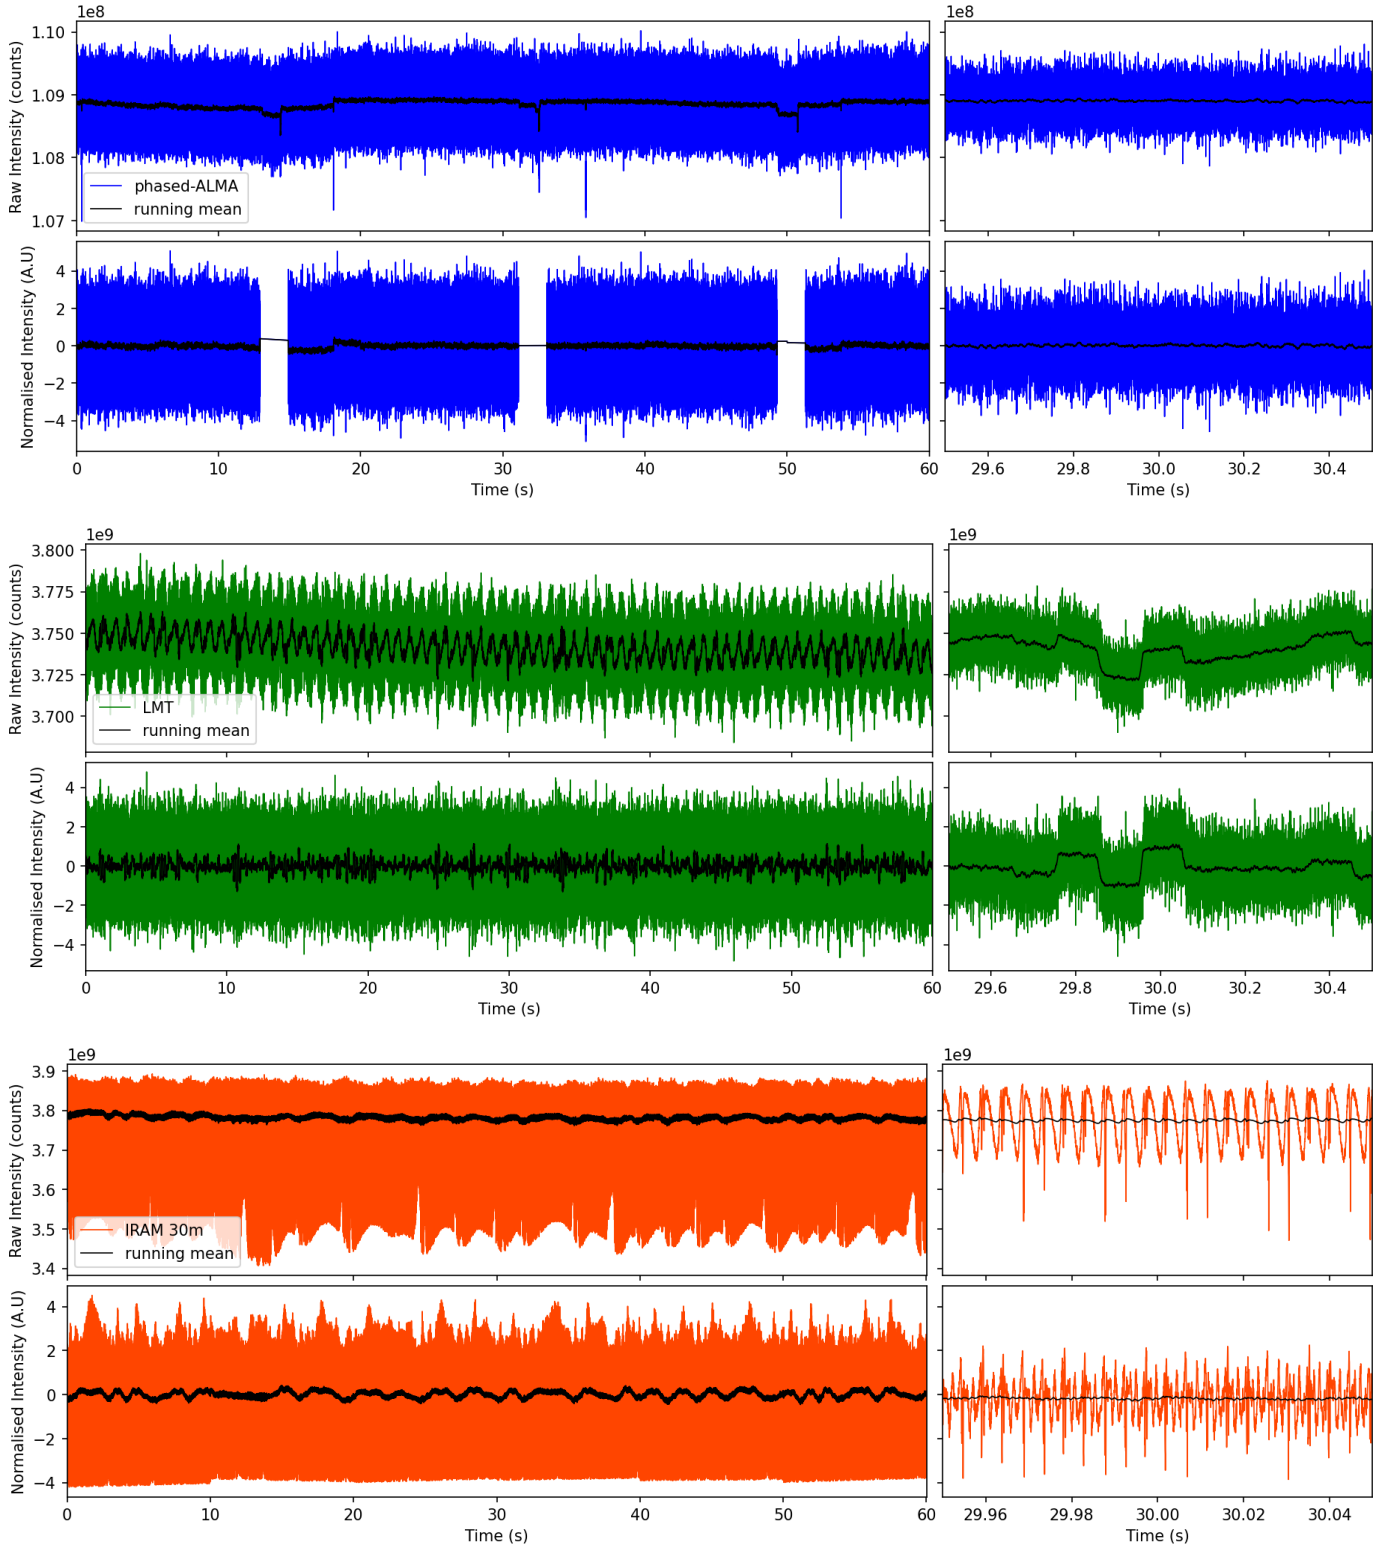 1e8
1e8
Raw Intensity (counts)
1.10
1.09
1.08
1.07
phased-ALMA
running mean
Normalised Intensity (A.U)
4
2
0
−2
−4
0 10 20 30 40 50 60
29.6 29.8 30.0 30.2 30.4
Time (s)
Time (s)
1e9
1e9
Raw Intensity (counts)
3.800
3.775
3.750
3.725
3.700
LMT
running mean
Normalised Intensity (A.U)
4
2
0
−2
−4
0 10 20 30 40 50 60
29.6 29.8 30.0 30.2 30.4
Time (s)
Time (s)
1e9
1e9
Raw Intensity (counts)
3.9
3.8
3.7
3.6
3.5
3.4
IRAM 30m
running mean
Normalised Intensity (A.U)
4
2
0
−2
−4
0 10 20 30 40 50 60
29.96 29.98 30.00 30.02 30.04
Time (s)
Time (s)